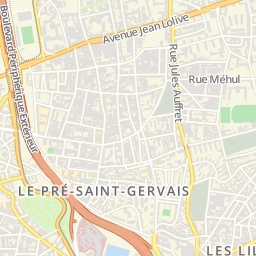 Avenue Jean Lolive
Boulevard Périphérique Extérieur
Rue Jules Auffret
Rue Méhul
LE PRÉ-SAINT-GERVAIS
LES LIL